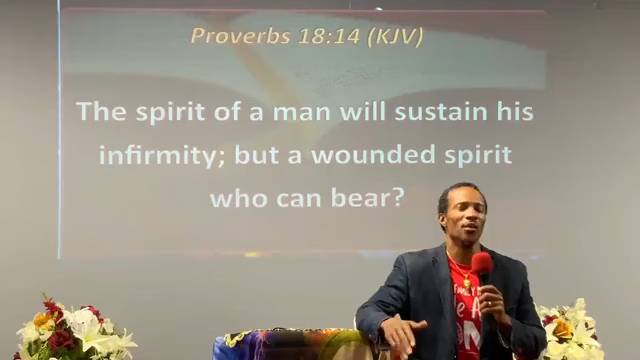 Proverbs 18:14 (KJV)
The spirit of a man will sustain his
infirmity; but a wounded spirit
who can bear?